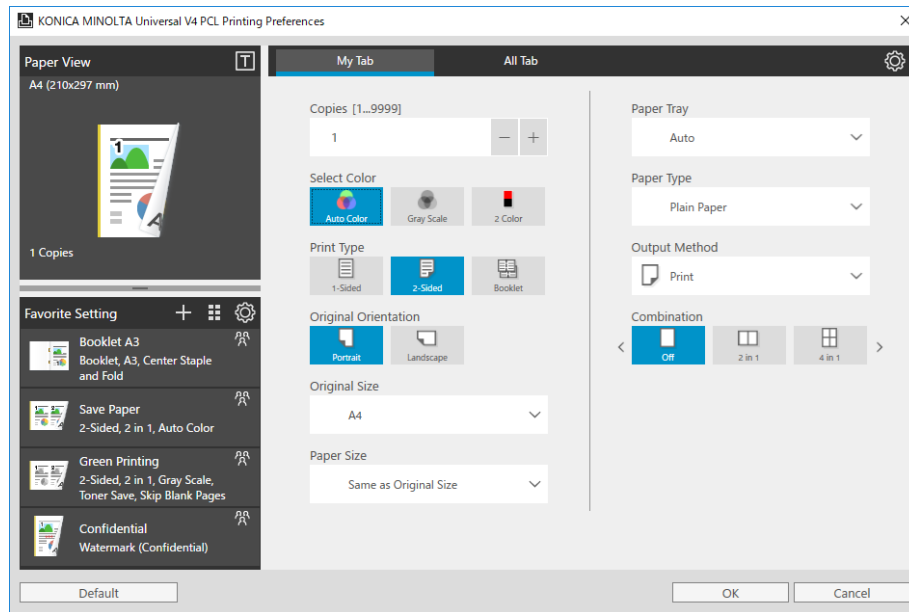 KONICA MINOLTA Universal V4 PCL Printing Preferences
Paper View
T
A4 (210x297 mm)
1
A
1 Copies
Favorite Setting
Booklet A3
Booklet, A3, Center Staple
and Fold
Save Paper
2-Sided, 2 in 1, Auto Color
Green Printing
2-Sided, 2 in 1, Gray Scale,
Toner Save, Skip Blank Pages
Confidential
Watermark (Confidential)
My Tab
All Tab
Copies [1...9999]
1
Select Color
Auto Color
Gray Scale
2 Color
Print Type
1-Sided
2-Sided
Booklet
Original Orientation
Portrait
Landscape
Original Size
A4
Paper Size
Same as Original Size
Paper Tray
Auto
Paper Type
Plain Paper
Output Method
Print
Combination
Off
2 in 1
4 in 1
Default
OK
Cancel